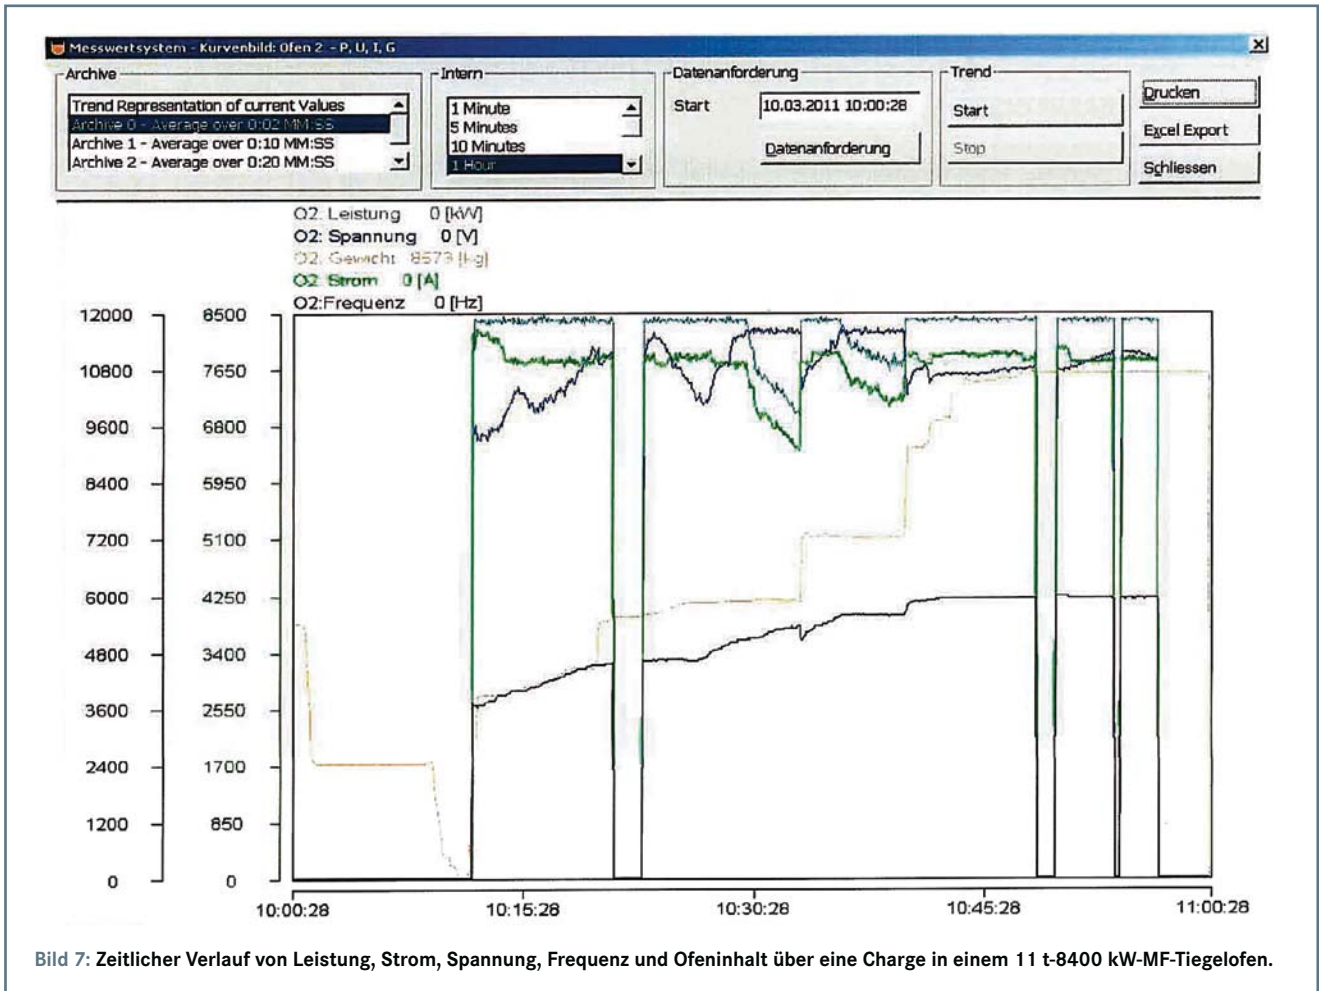 Messwertsystem - Kurvenbild: Ofen 2 - P, U, I, G
Archive
Trend Representation of current Values
Archive 0 - Average over 0:02 MM:SS
Archive 1 - Average over 0:10 MM:SS
Archive 2 - Average over 0:20 MM:SS
Intern
1 Minute
5 Minutes
10 Minutes
1 Hour
Datenanforderung
Start 10.03.2011 10:00:28
Datenanforderung
Trend
Start
Stop
Drucken
Excel Export
Schliessen
O2: Leistung 0 [kW]
O2: Spannung 0 [V]
O2: Gewicht 8573 [kg]
O2: Strom 0 [A]
O2:Frequenz 0 [Hz]
12000 8500
10800 7650
9600 6800
8400 5950
7200 5100
6000 4250
4800 3400
3600 2550
2400 1700
1200 850
0 0
10:00:28 10:15:28 10:30:28 10:45:28 11:00:28
Bild 7: Zeitlicher Verlauf von Leistung, Strom, Spannung, Frequenz und Ofeninhalt über eine Charge in einem 11 t-8400 kW-MF-Tiegelofen.